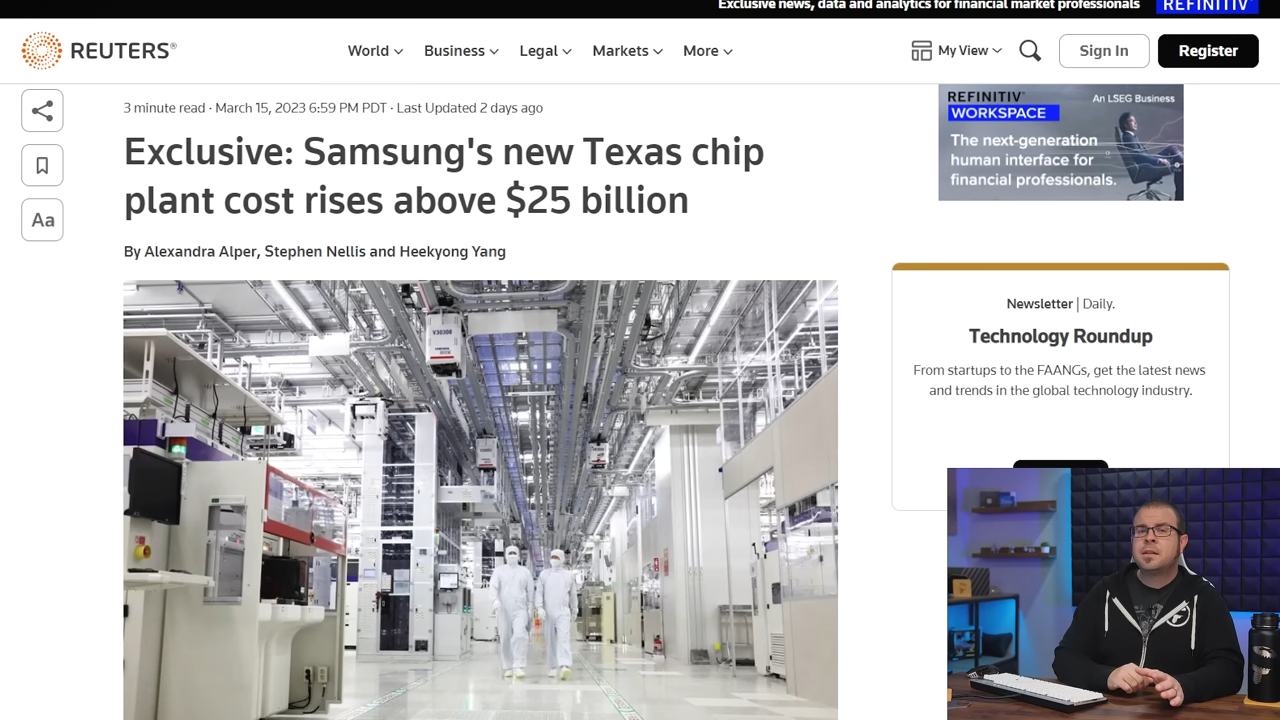 Exclusive news, data and analytics for financial market professionals
REFINITIV
REUTERS®
World
Business
Legal
Markets
More
My View
Sign In
Register
3 minute read · March 15, 2023 6:59 PM PDT · Last Updated 2 days ago
Exclusive: Samsung's new Texas chip
plant cost rises above $25 billion
By Alexandra Alper, Stephen Nellis and Heekyong Yang
Aa
REFINITIV
WORKSPACE
An LSEG Business
The next-generation
human interface for
financial professionals.
Newsletter | Daily.
Technology Roundup
From startups to the FAANGs, get the latest news
and trends in the global technology industry.
V30308